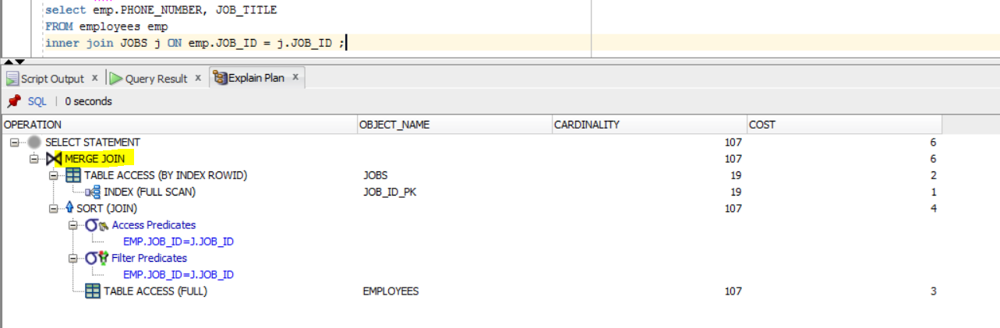 select emp.PHONE_NUMBER, JOB_TITLE
FROM employees emp
inner join JOBS j ON emp.JOB_ID = j.JOB_ID ;
Script Output x Query Result x Explain Plan x
SQL | 0 seconds
OPERATION OBJECT_NAME CARDINALITY COST
SELECT STATEMENT 107 6
MERGE JOIN 107 6
TABLE ACCESS (BY INDEX ROWID) JOBS 19 2
INDEX (FULL SCAN) JOB_ID_PK 19 1
SORT (JOIN) 107 4
Access Predicates
EMP.JOB_ID=J.JOB_ID
Filter Predicates
EMP.JOB_ID=J.JOB_ID
TABLE ACCESS (FULL) EMPLOYEES 107 3